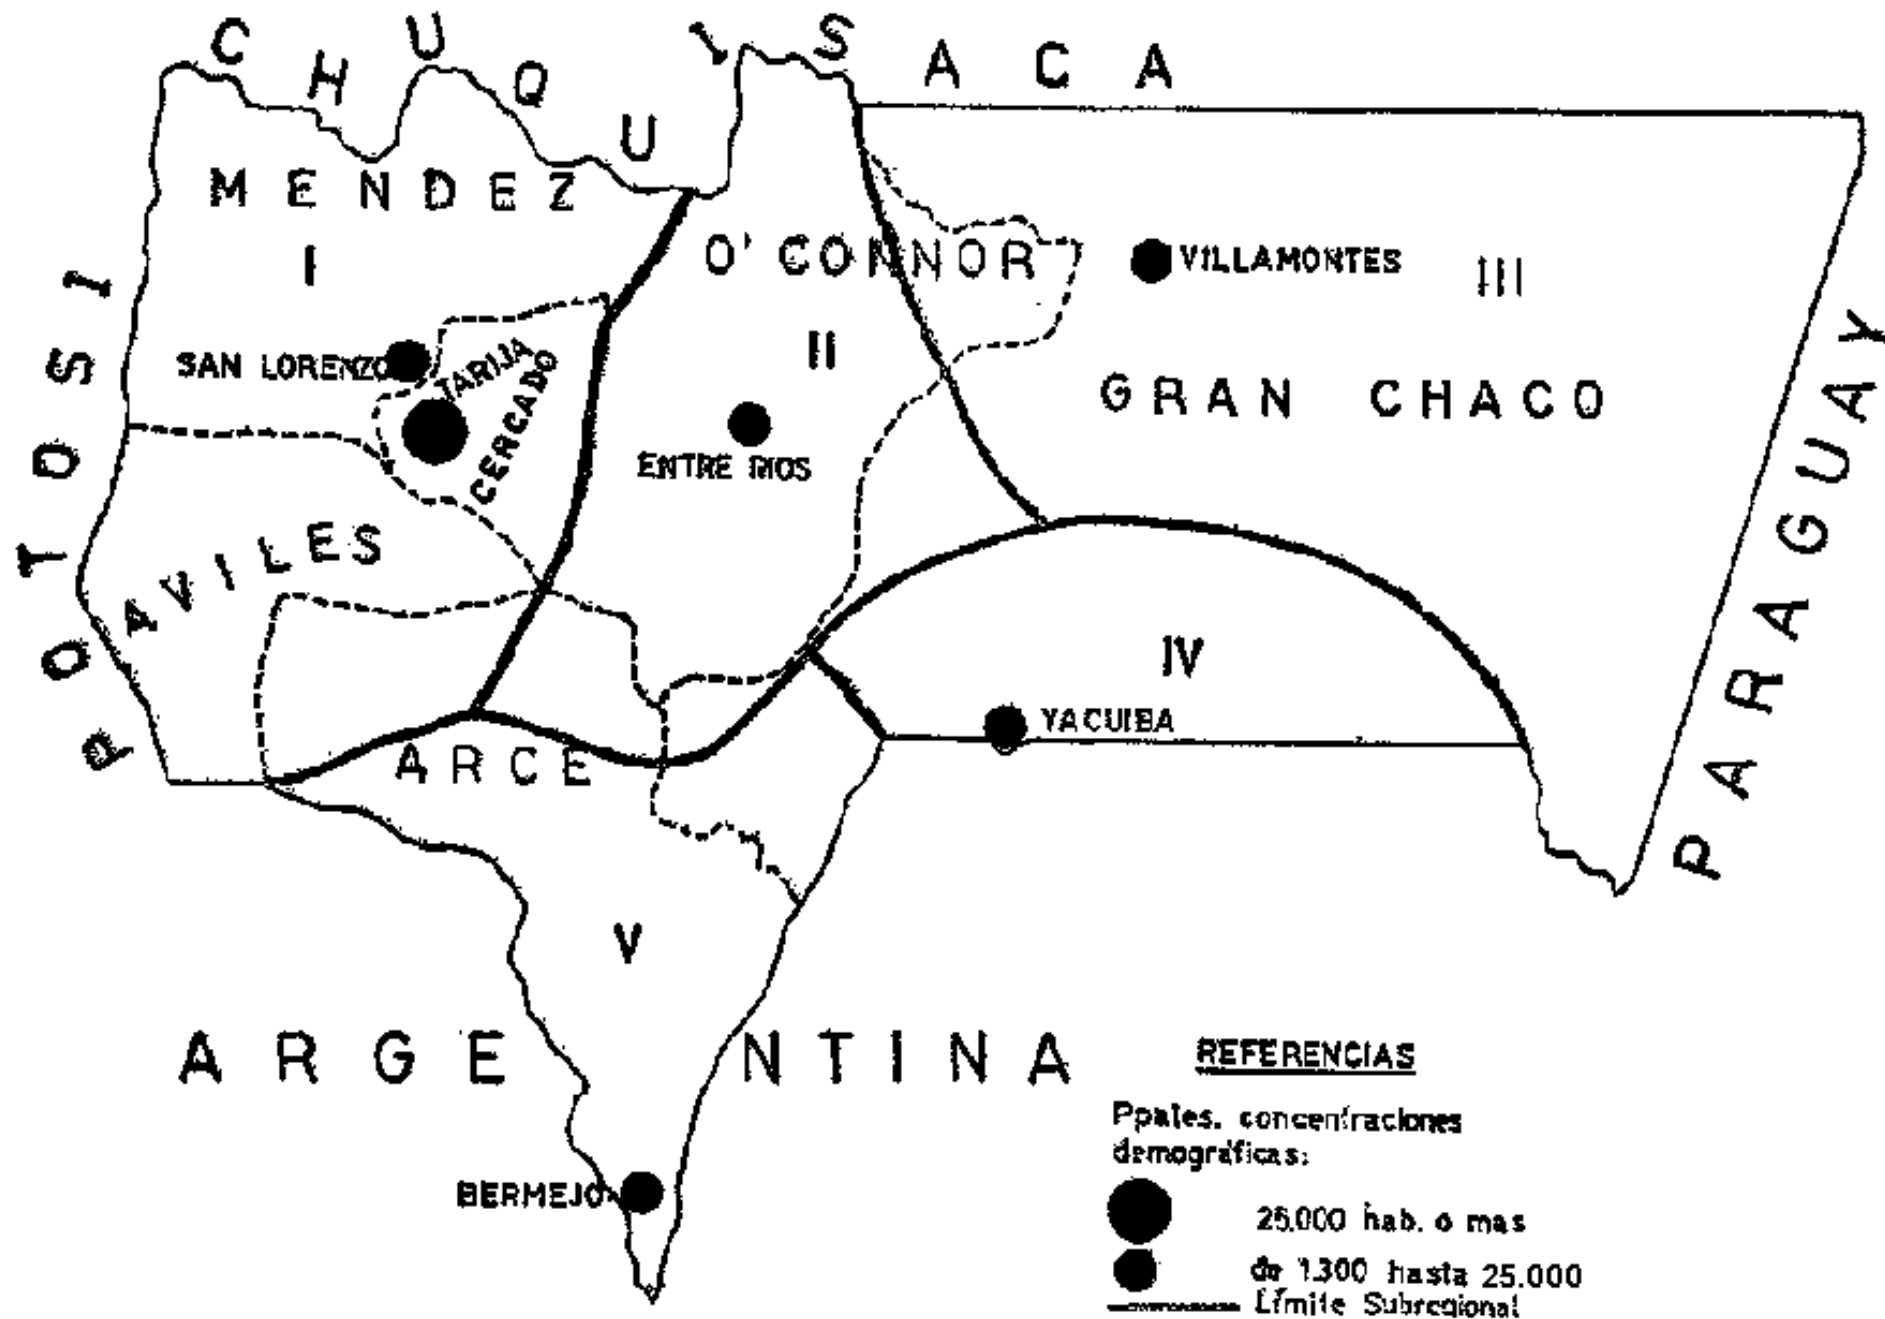 CHUQUISACA
MENDEZ
I
O' CONNOR
VILLAMONTES
III
SAN LORENZO
TARIJA
CERCADO
II
GRAN CHACO
ENTRE RIOS
POTOSI
PARAGUAY
AVILES
IV
YACUIBA
ARCE
V
ARGENTINA
BERMEJO
REFERENCIAS
Ppales. concentraciones
demográficas:
25.000 hab. o mas
de 1.300 hasta 25.000
Límite Subregional